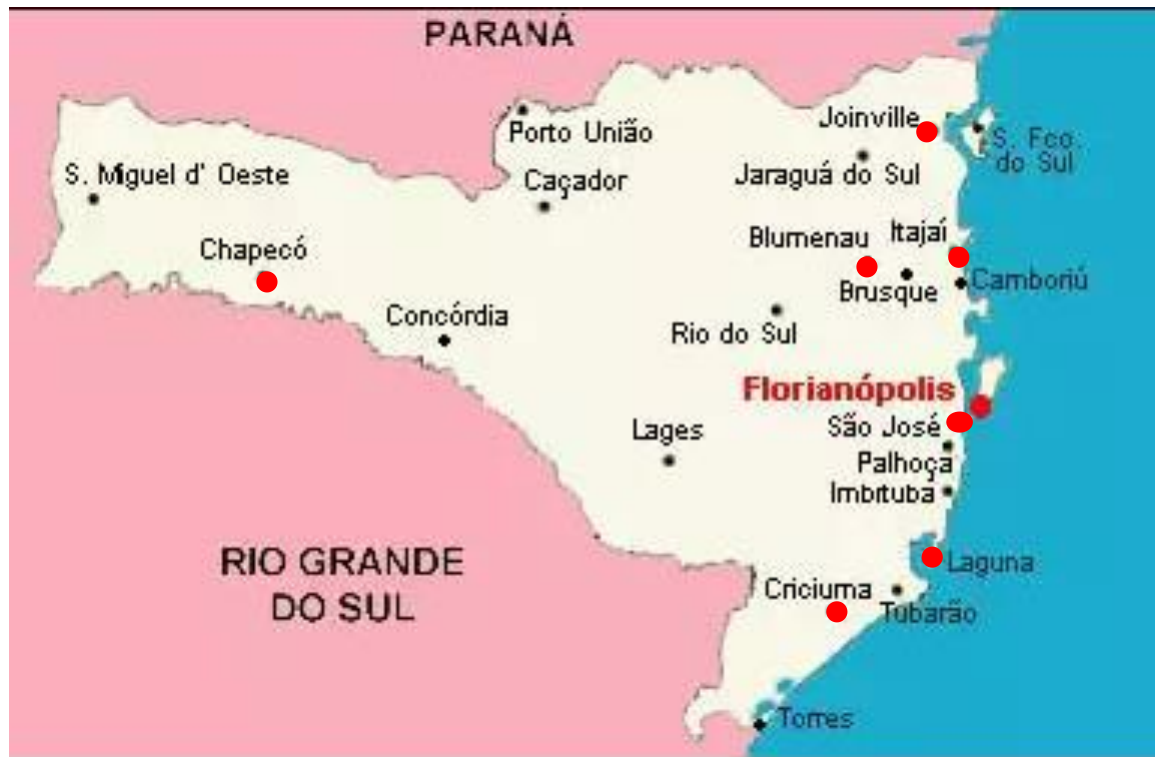 PARANÁ
Joinville
Porto União
S. Fco
do Sul
S. Miguel d' Oeste
Caçador
Jaraguá do Sul
Chapecó
Blumenau
Itajaí
Camboriú
Brusque
Concórdia
Rio do Sul
Florianópolis
São José
Lages
Palhoça
Imbituba
RIO GRANDE
DO SUL
Laguna
Criciuma
Tubarão
Torres